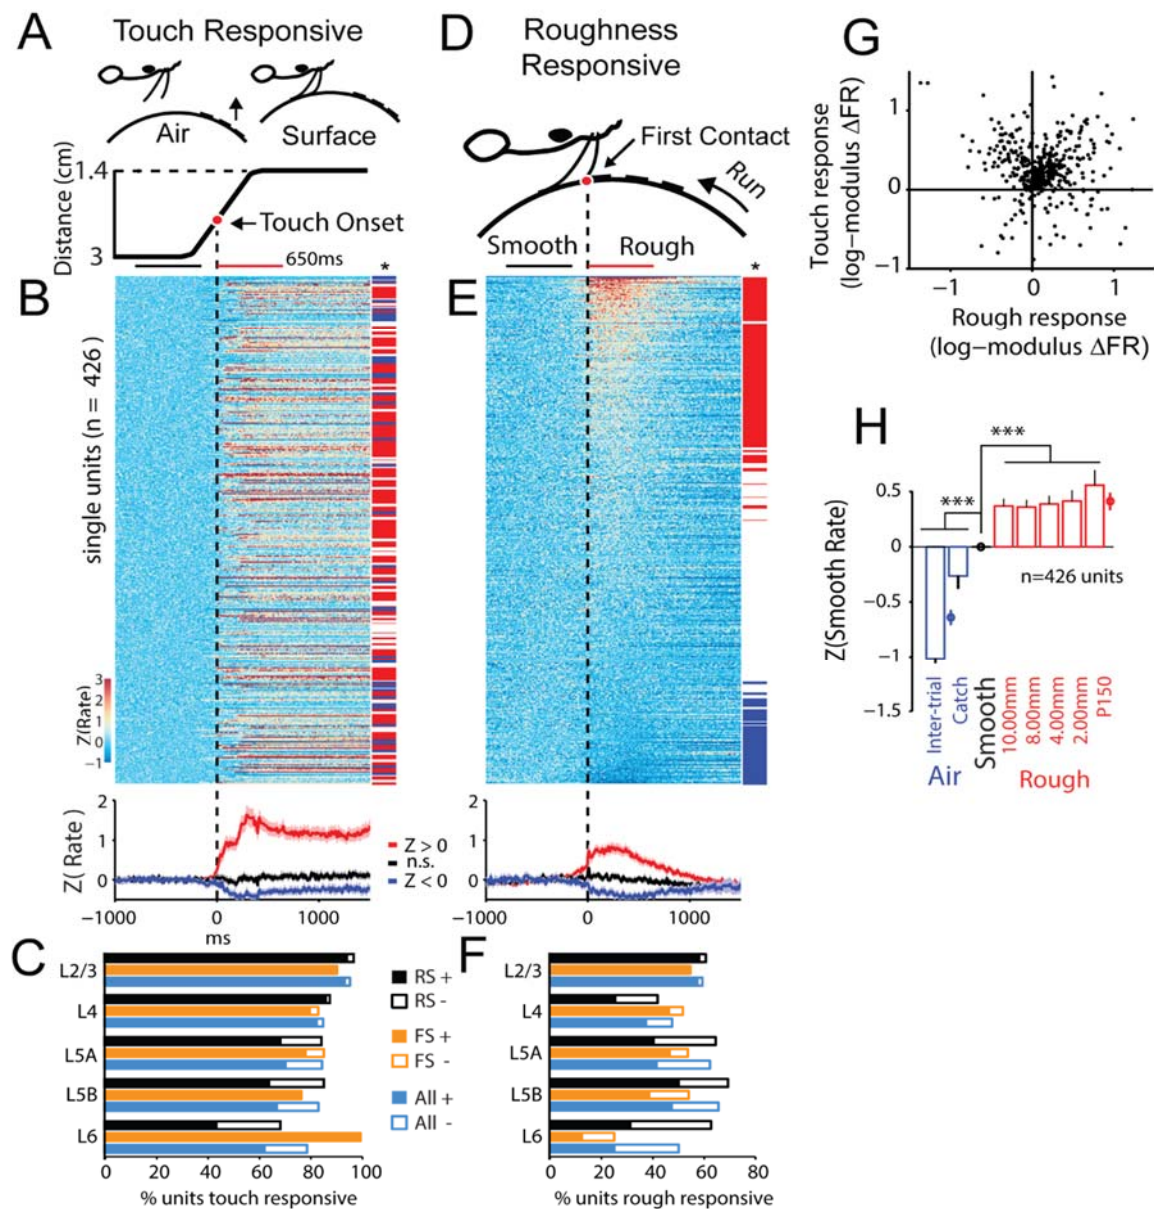 A
Touch Responsive
Air
Surface
Distance (cm)
1.4
3
Touch Onset
650ms
*
B
single units (n = 426)
Z(Rate)
3
2
1
0
−1
Z( Rate )
2
1
0
−1000
0
1000
ms
Z > 0
n.s.
Z < 0
C
L2/3
L4
L5A
L5B
L6
0
20
40
60
80
100
% units touch responsive
RS +
RS -
FS +
FS -
All +
All -
D
Roughness
Responsive
First Contact
Run
Smooth
Rough
*
E
−1000
0
1000
F
L2/3
L4
L5A
L5B
L6
0
20
40
60
80
% units rough responsive
G
Touch response
(log−modulus ΔFR)
1
0
−1
−1
0
1
Rough response
(log−modulus ΔFR)
H
***
***
Z(Smooth Rate)
0.5
0
−0.5
−1
−1.5
n=426 units
Inter-trial
Catch
Smooth
10.00mm
8.00mm
4.00mm
2.00mm
P150
Air
Rough